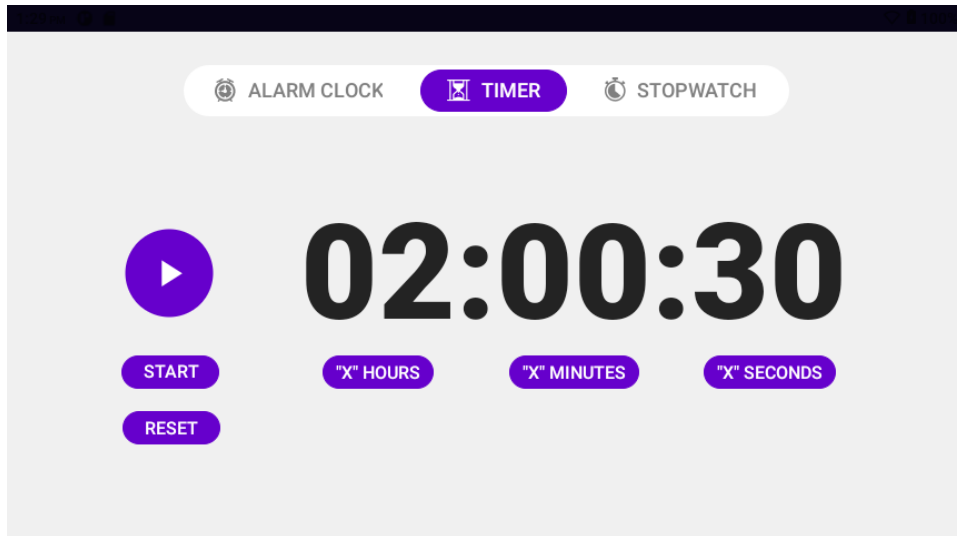 ALARM CLOCK TIMER STOPWATCH
02:00:30
START "X" HOURS "X" MINUTES "X" SECONDS
RESET